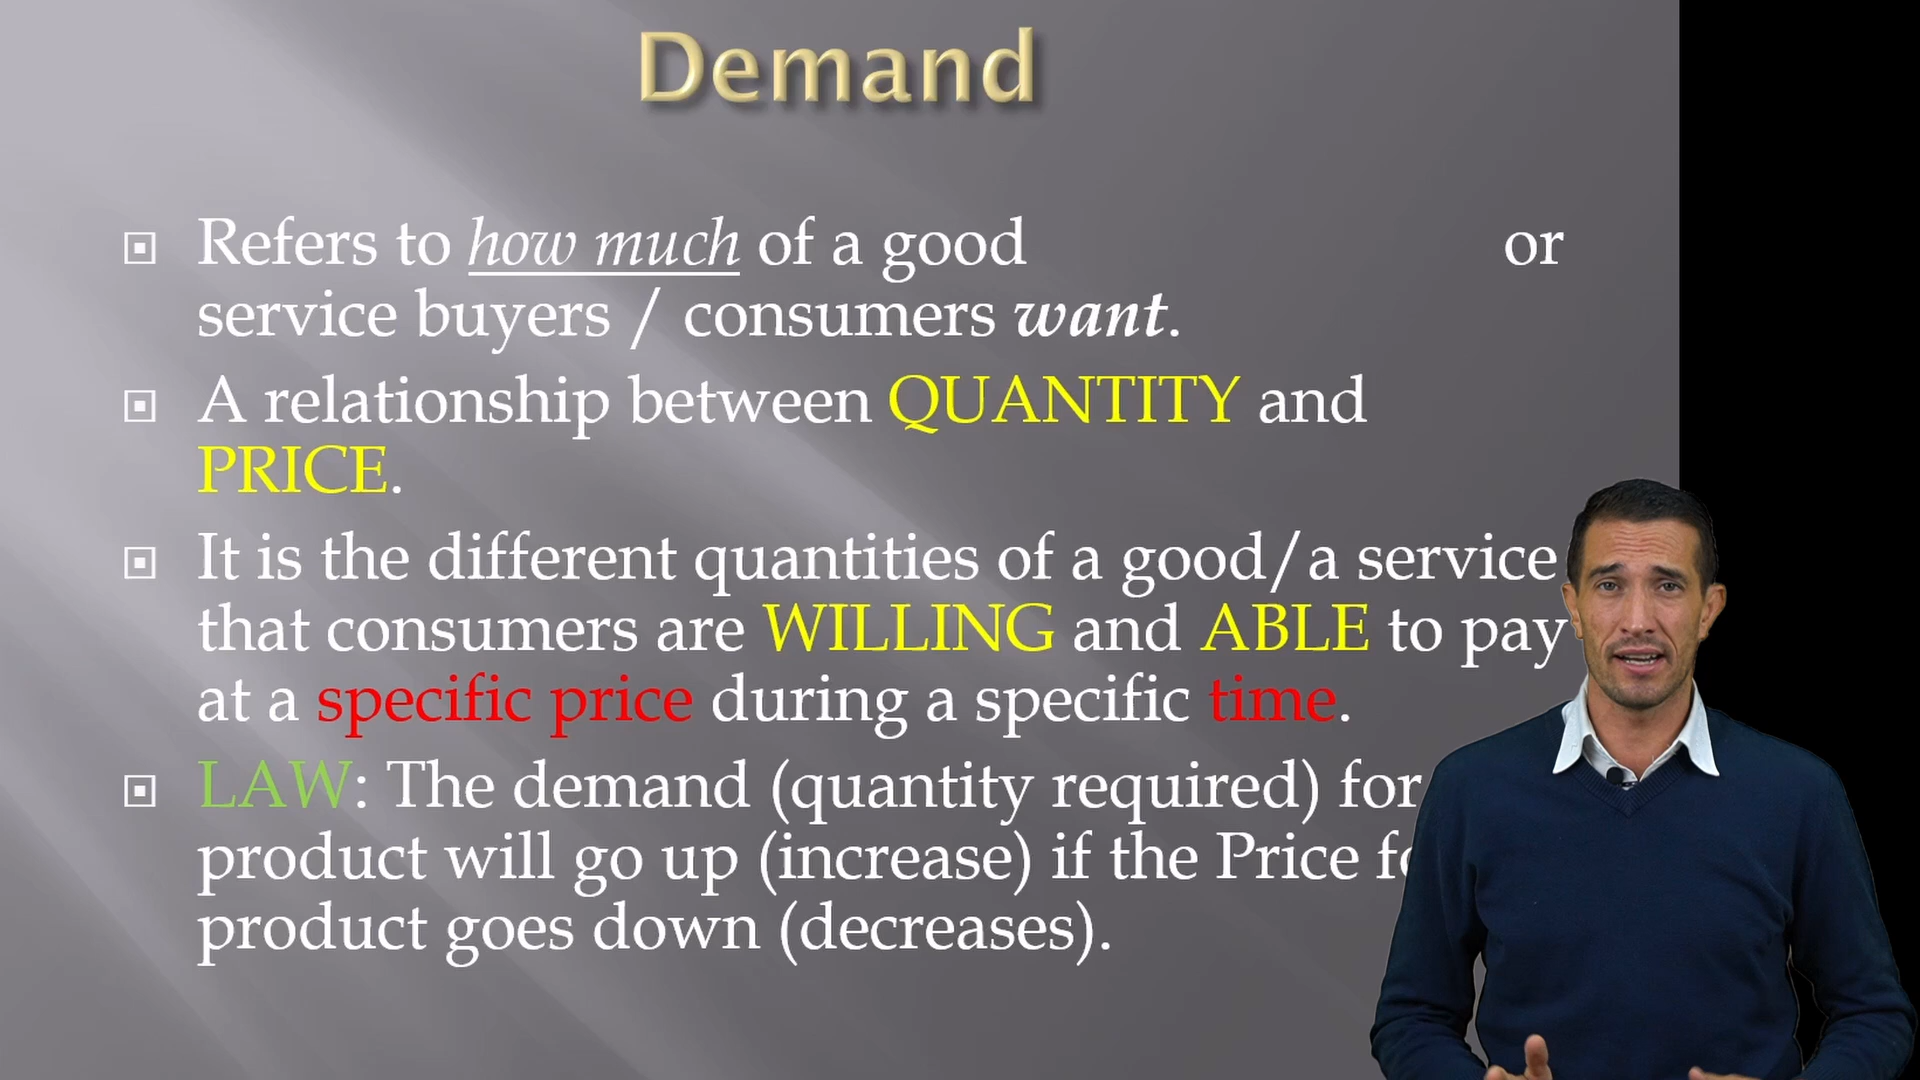 Demand
Refers to how much of a good or
service buyers / consumers want.
A relationship between QUANTITY and
PRICE.
It is the different quantities of a good/a service
that consumers are WILLING and ABLE to pay
at a specific price during a specific time.
LAW: The demand (quantity required) for
product will go up (increase) if the Price
product goes down (decreases).